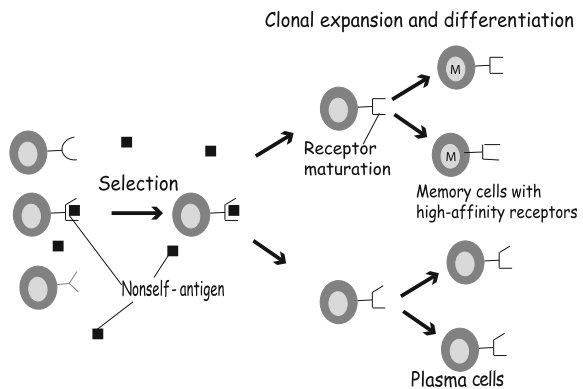 Clonal expansion and differentiation
M
Receptor
maturation
M
Selection
Memory cells with
high-affinity receptors
Nonself-antigen
Plasma cells